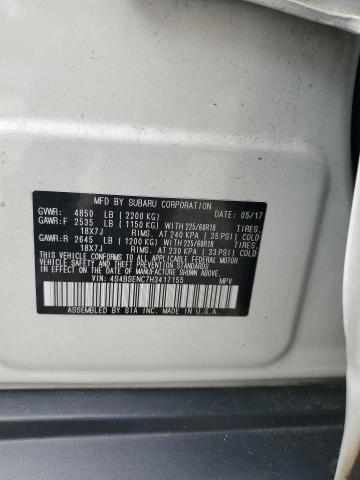 MFD BY SUBARU CORPORATION DATE: 05/17
GVWR: 4850 LB (2200 KG)
GAWR:F 2535 LB (1150 KG) WITH 225/60R18 TIRES.
18X7J RIMS. AT 240 KPA (35 PSI) COLD
GAWR:R 2645 LB (1200 KG) WITH 225/60R18 TIRES.
18X7J RIMS. AT 230 KPA (33 PSI) COLD
THIS VEHICLE CONFORMS TO ALL APPLICABLE FEDERAL MOTOR
VEHICLE SAFETY STANDARDS IN EFFECT ON THE DATE OF
MANUFACTURE SHOWN ABOVE.
VIN: 4S4BSENC7H3417155 MPV
ASSEMBLED BY SIA INC. MADE IN U.S.A.